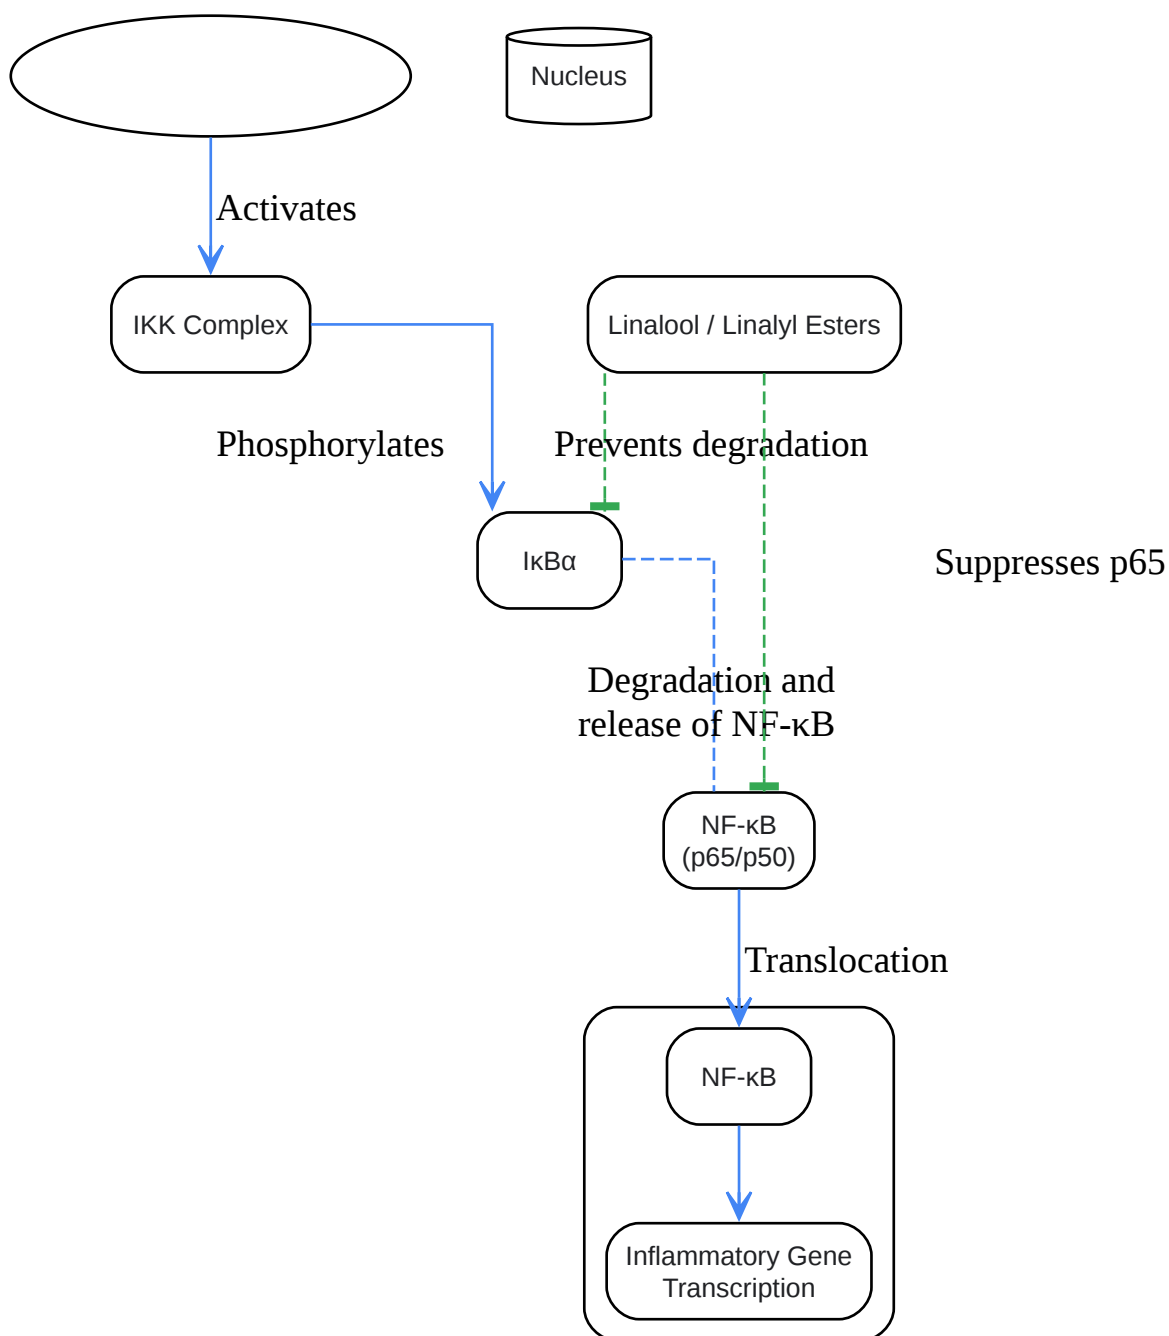 Nucleus
Activates
IKK Complex
Linalool / Linalyl Esters
Phosphorylates
Prevents degradation
IκBα
Suppresses p65
Degradation and
release of NF-κB
NF-κB
(p65/p50)
Translocation
NF-κB
Inflammatory Gene
Transcription